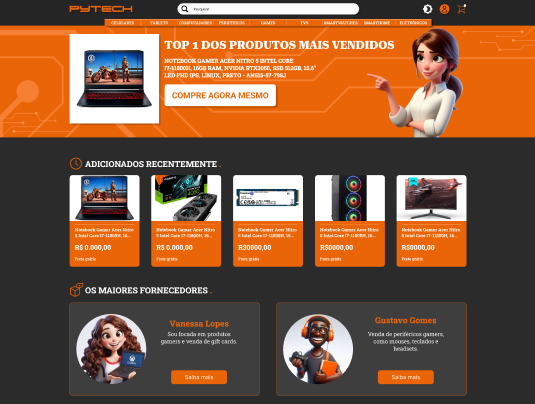 PYTECH
Pesquisar
CELULARES TABLETS COMPUTADORES PERIFÉRICOS GAMER TVS SMARTWATCHES SMARTHOME ELETRÔNICOS
TOP 1 DOS PRODUTOS MAIS VENDIDOS
NOTEBOOK GAMER ACER NITRO 5 INTEL CORE
I7-11800H, 16GB RAM, NVIDIA RTX3050, SSD 512GB, 15.6"
LED FHD IPS, LINUX, PRETO - AN515-57-79SJ
COMPRE AGORA MESMO
ADICIONADOS RECENTEMENTE .
Notebook Gamer Acer Nitro
5 Intel Core I7-11800H, 16...
R$ 0.000,00
Frete grátis
Notebook Gamer Acer Nitro
5 Intel Core I7-11800H, 16...
R$ 0.000,00
Frete grátis
Notebook Gamer Acer Nitro
5 Intel Core I7-11800H, 16...
R$0000,00
Frete grátis
Notebook Gamer Acer Nitro
5 Intel Core I7-11800H, 16...
R$0000,00
Frete grátis
Notebook Gamer Acer Nitro
5 Intel Core I7-11800H, 16...
R$0000,00
Frete grátis
OS MAIORES FORNECEDORES .
Vanessa Lopes
Sou focada em produtos
gamers e venda de gift cards.
Saiba mais
Gustavo Gomes
Venda de periféricos gamers,
como mouses, teclados e
headsets.
Saiba mais